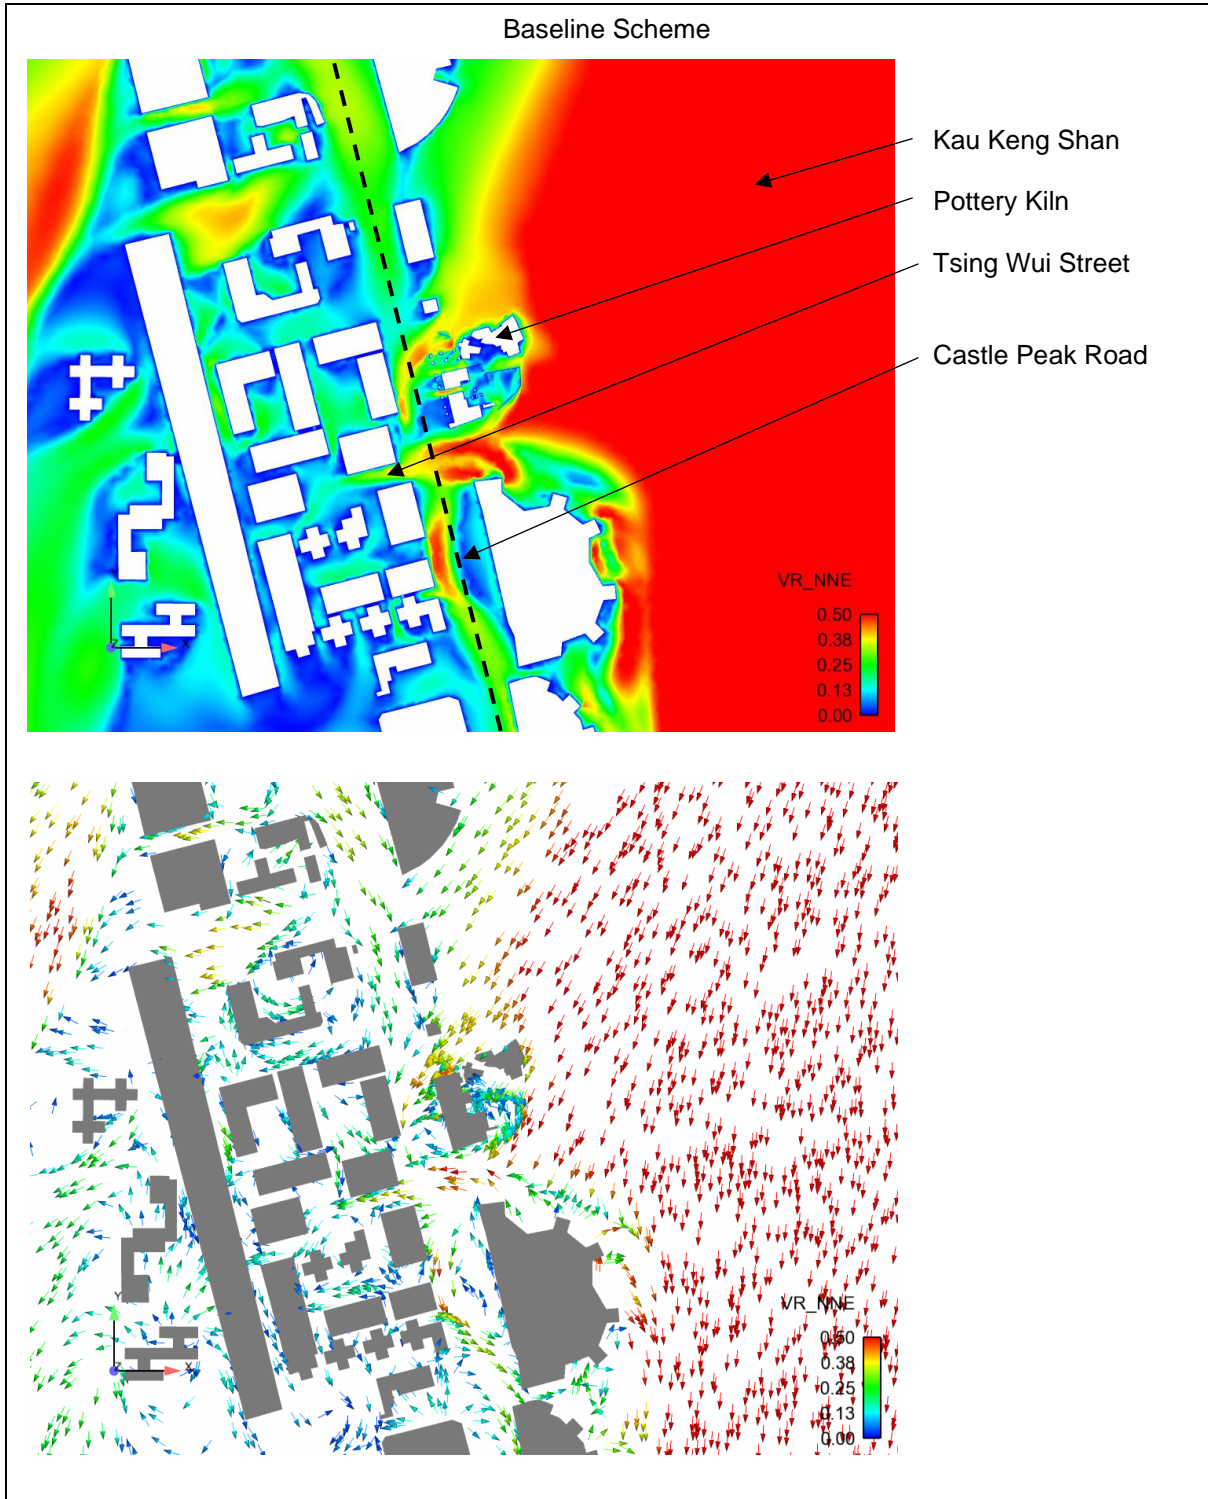 Baseline Scheme
Kau Keng Shan
Pottery Kiln
Tsing Wui Street
Castle Peak Road
VR_NNE
0.50
0.38
0.25
0.13
0.00
Z
X
VR_NNE
0.50
0.38
0.25
0.13
0.00
Y
Z
X